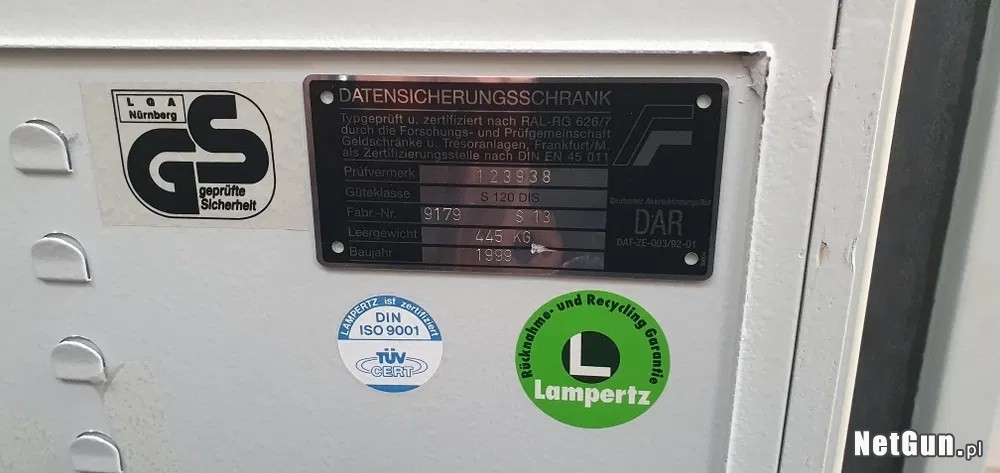 LGA
Nürnberg
GS
geprüfte
Sicherheit
DATENSICHERUNGSSCHRANK
Typgeprüft u. zertifiziert nach RAL-RG 626/7
durch die Forschungs- und Prüfgemeinschaft
Geldschränke u. Tresoranlagen, Frankfurt/M.
als Zertifizierungsstelle nach DIN EN 45 011
Prüfvermerk 123938
Güteklasse S 120 DIS
Fabr.-Nr. 9179 S 13
Leergewicht 445 KG
Baujahr 1999
Deutscher Akkreditierungsrat
DAR
DAT-ZE-003/92-01
LAMPERTZ ist zertifiziert
DIN
ISO 9001
TÜV
CERT
Rücknahme- und Recycling Garantie
L
Lampertz
NetGun.pl